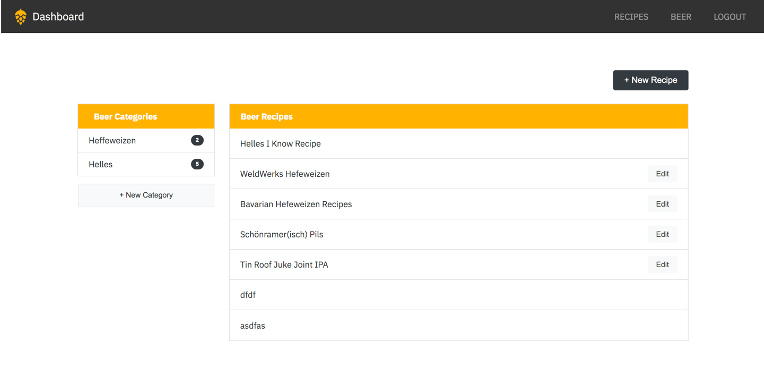 Dashboard
RECIPES BEER LOGOUT
+ New Recipe
Beer Categories
Heffeweizen 2
Helles 5
+ New Category
Beer Recipes
Helles I Know Recipe
WeldWerks Hefeweizen Edit
Bavarian Hefeweizen Recipes Edit
Schönramer(isch) Pils Edit
Tin Roof Juke Joint IPA Edit
dfdf
asdfas